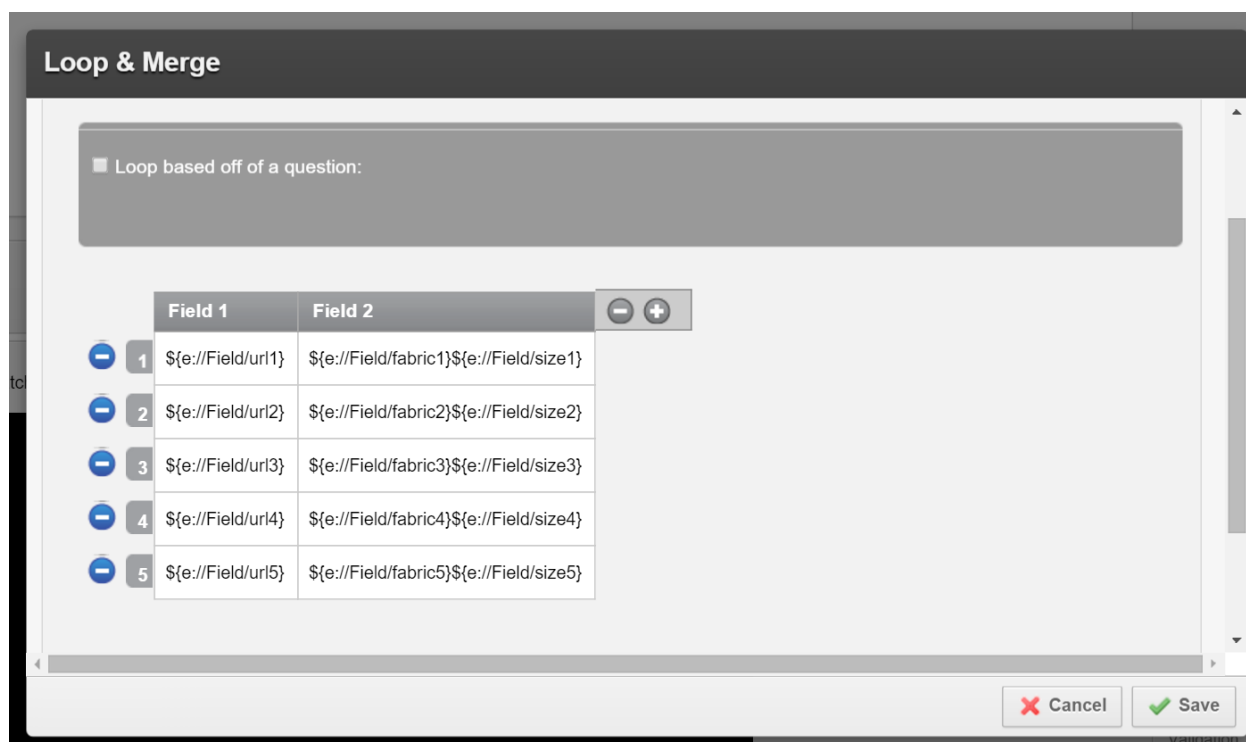 Loop & Merge
Loop based off of a question:
Field 1 Field 2
1 ${e://Field/url1} ${e://Field/fabric1}${e://Field/size1}
2 ${e://Field/url2} ${e://Field/fabric2}${e://Field/size2}
3 ${e://Field/url3} ${e://Field/fabric3}${e://Field/size3}
4 ${e://Field/url4} ${e://Field/fabric4}${e://Field/size4}
5 ${e://Field/url5} ${e://Field/fabric5}${e://Field/size5}
Cancel Save